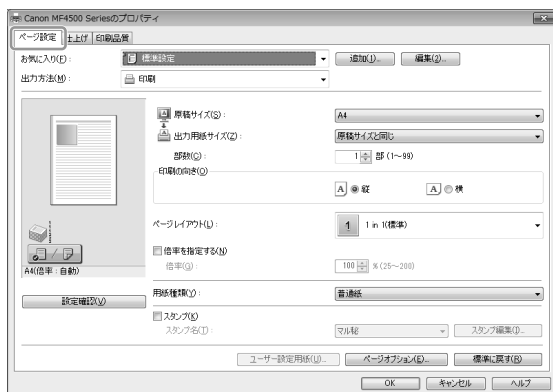 Canon MF4500 Seriesのプロパティ
ページ設定 仕上げ 印刷品質
お気に入り(F): 標準設定 追加(1)... 編集(2)...
出力方法(M): 印刷
原稿サイズ(S): A4
出力用紙サイズ(Z): 原稿サイズと同じ
部数(C): 1 部 (1～99)
印刷の向き(O)
A 縦 A 横
ページレイアウト(L): 1 1 in 1(標準)
倍率を指定する(N)
倍率(G): 100 % (25～200)
A4(倍率:自動)
用紙種類(Y): 普通紙
設定確認(V)
スタンプ(K)
スタンプ名(T): マル秘 スタンプ編集(I)...
ユーザー設定用紙(U)... ページオプション(E)... 標準に戻す(R)
OK キャンセル ヘルプ